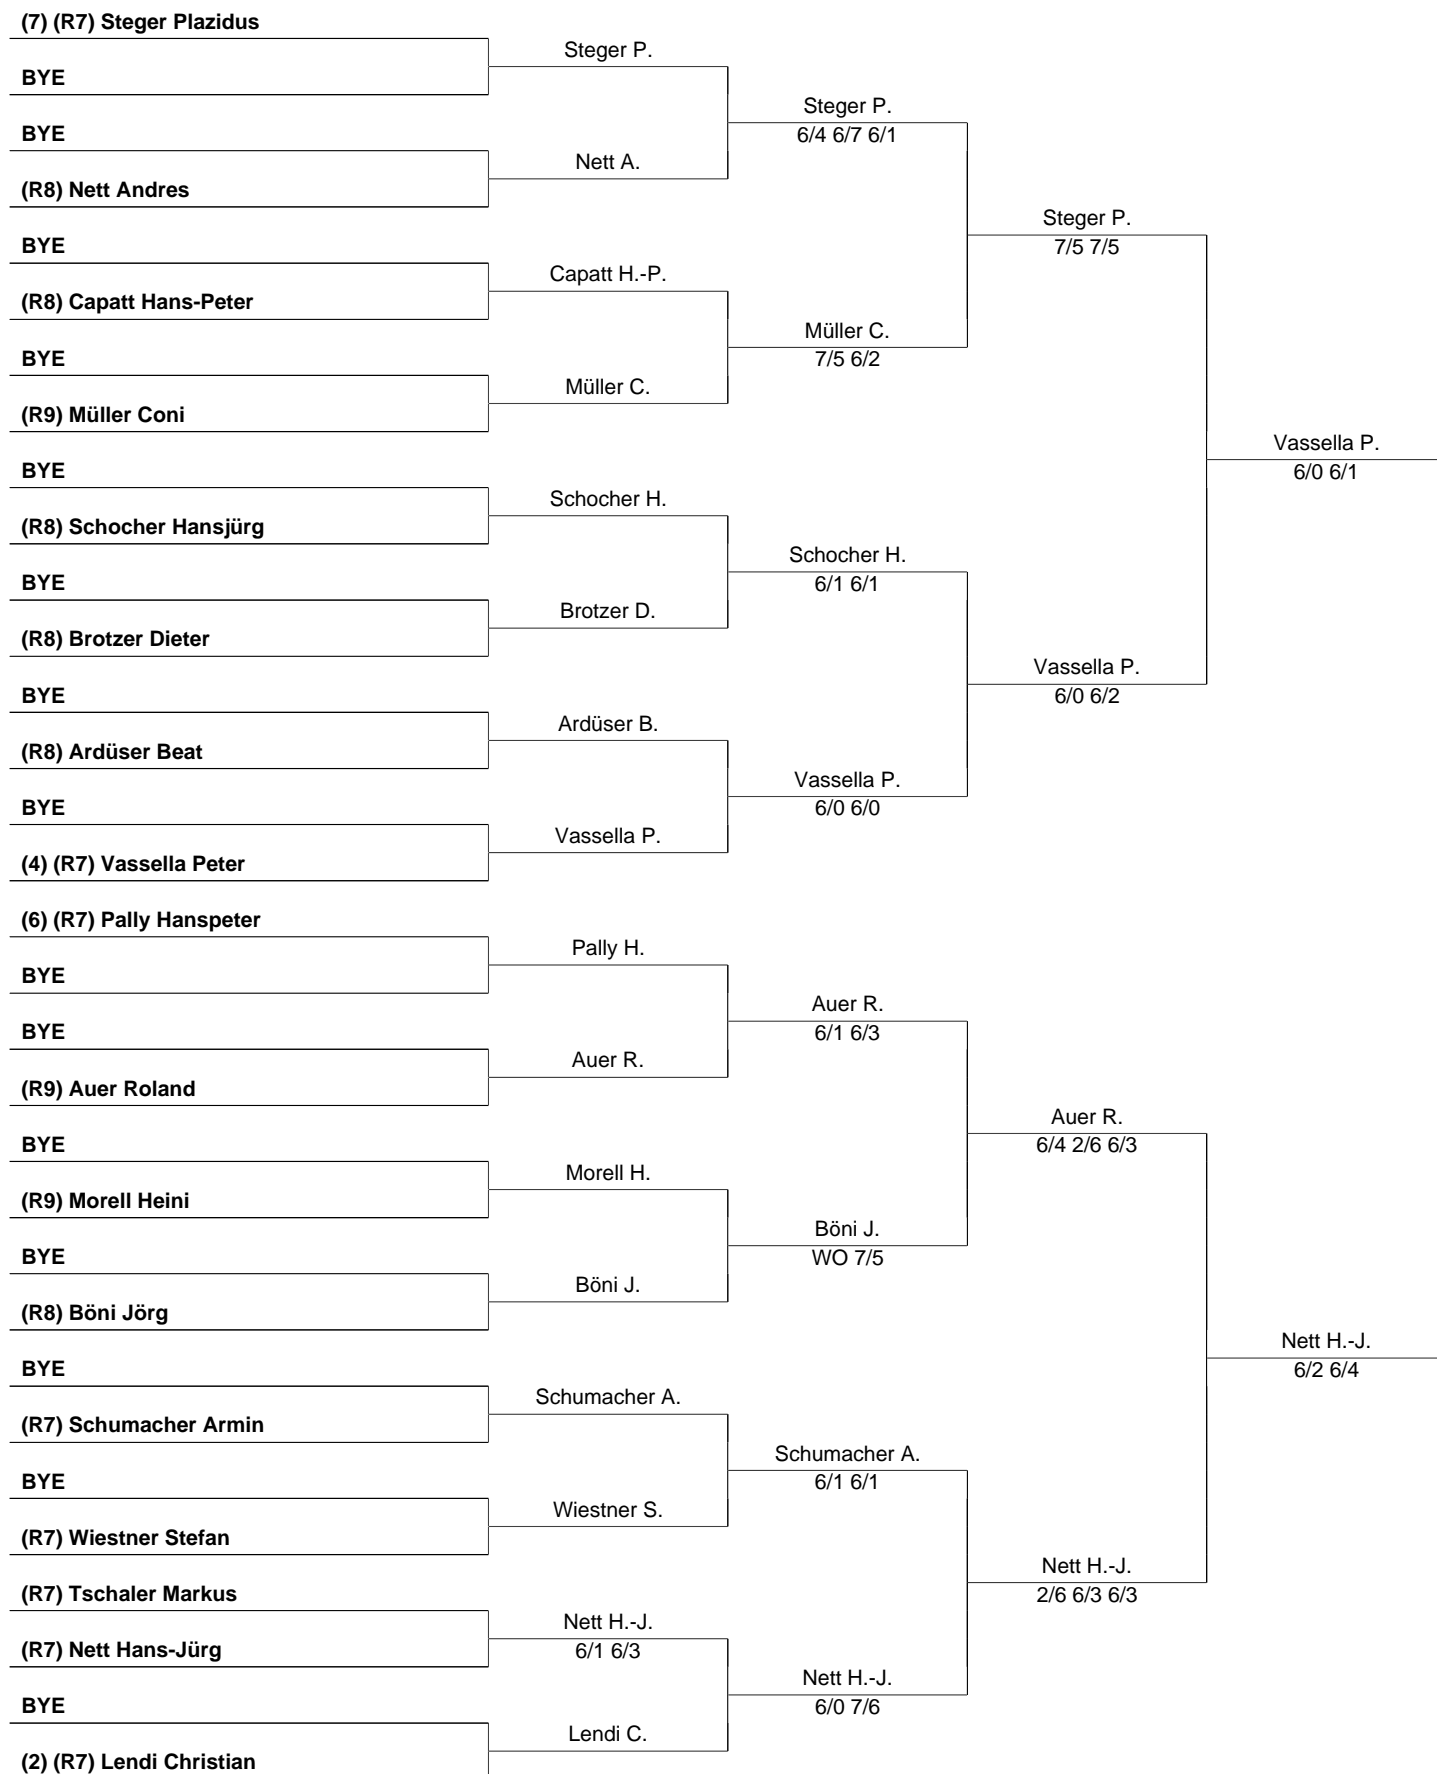 (7) (R7) Steger Plazidus
BYE
BYE
(R8) Nett Andres
BYE
(R8) Capatt Hans-Peter
BYE
(R9) Müller Coni
BYE
(R8) Schocher Hansjürg
BYE
(R8) Brotzer Dieter
BYE
(R8) Ardüser Beat
BYE
(4) (R7) Vassella Peter
(6) (R7) Pally Hanspeter
BYE
BYE
(R9) Auer Roland
BYE
(R9) Morell Heini
BYE
(R8) Böni Jörg
BYE
(R7) Schumacher Armin
BYE
(R7) Wiestner Stefan
(R7) Tschaler Markus
(R7) Nett Hans-Jürg
BYE
(2) (R7) Lendi Christian
Steger P.
Nett A.
Capatt H.-P.
Müller C.
Schocher H.
Brotzer D.
Ardüser B.
Vassella P.
Pally H.
Auer R.
Morell H.
Böni J.
Schumacher A.
Wiestner S.
Nett H.-J.
6/1 6/3
Lendi C.
Steger P.
6/4 6/7 6/1
Müller C.
7/5 6/2
Schocher H.
6/1 6/1
Vassella P.
6/0 6/0
Auer R.
6/1 6/3
Böni J.
WO 7/5
Schumacher A.
6/1 6/1
Nett H.-J.
6/0 7/6
Steger P.
7/5 7/5
Vassella P.
6/0 6/2
Auer R.
6/4 2/6 6/3
Nett H.-J.
2/6 6/3 6/3
Vassella P.
6/0 6/1
Nett H.-J.
6/2 6/4